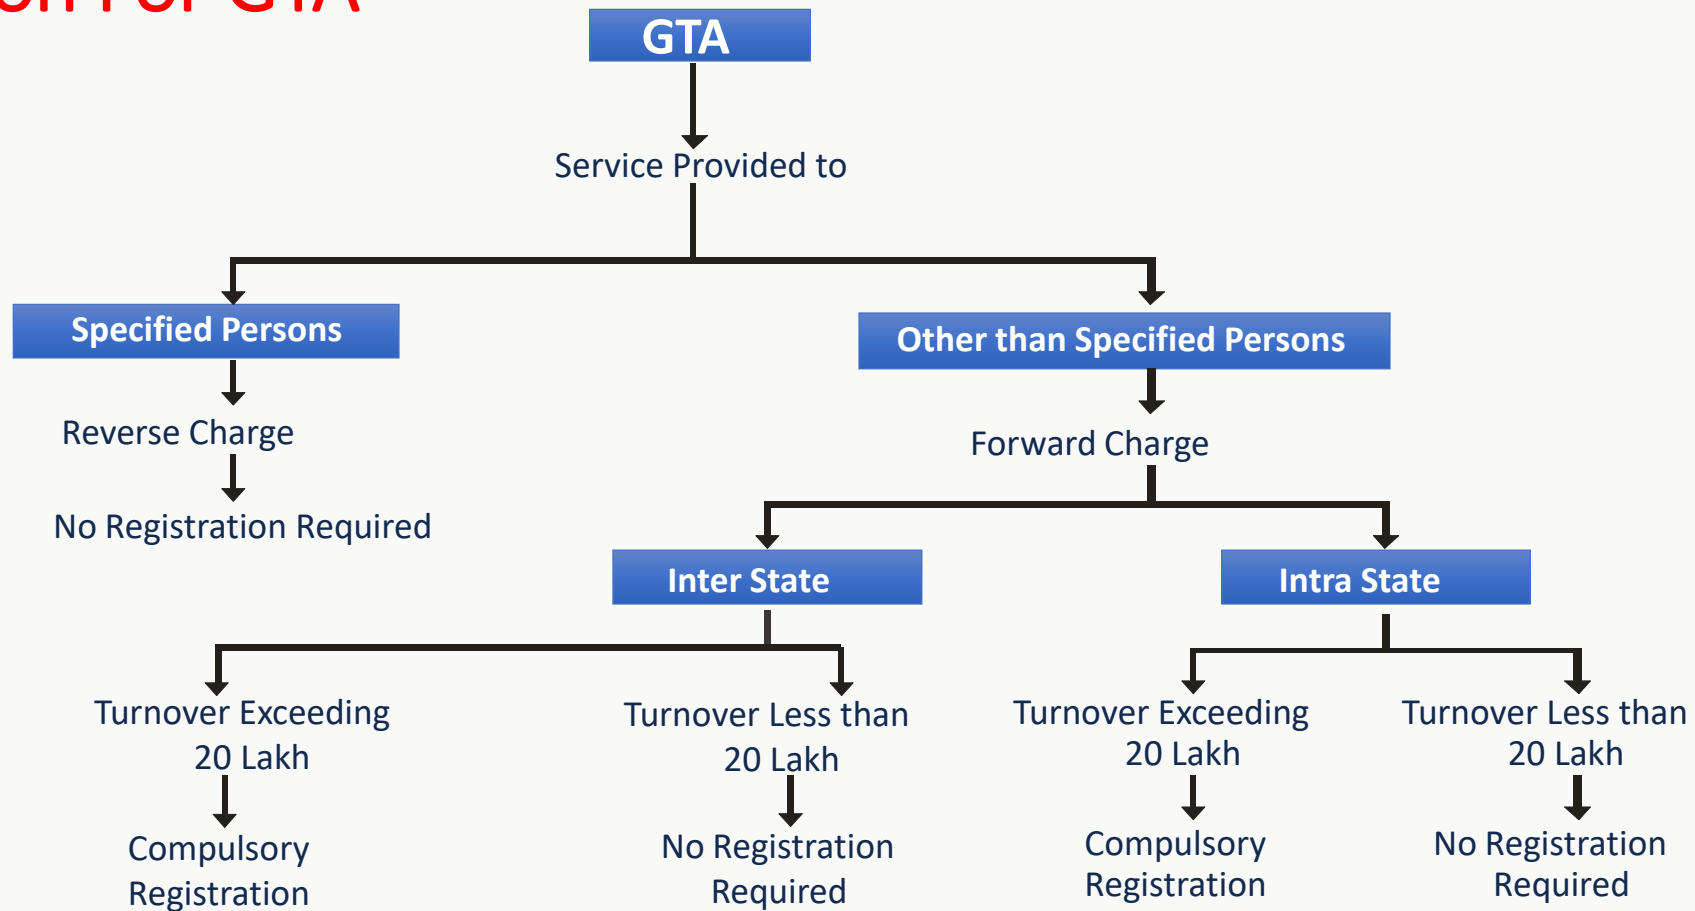 For GTA
GTA
Service Provided to
Specified Persons
Other than Specified Persons
Reverse Charge
Forward Charge
No Registration Required
Inter State
Intra State
Turnover Exceeding
20 Lakh
Turnover Less than
20 Lakh
Turnover Exceeding
20 Lakh
Turnover Less than
20 Lakh
Compulsory
Registration
No Registration
Required
Compulsory
Registration
No Registration
Required